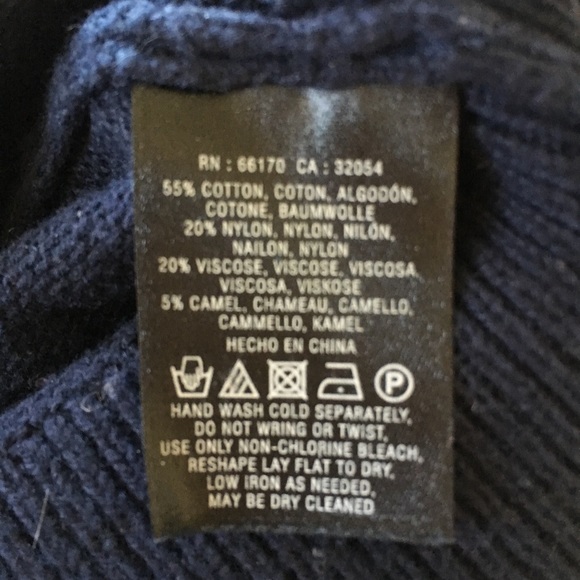 RN : 66170 CA : 32054
55% COTTON, COTON, ALGODÓN,
COTONE, BAUMWOLLE
20% NYLON, NYLON, NILÓN,
NAILON, NYLON
20% VISCOSE, VISCOSE, VISCOSA,
VISCOSA, VISKOSE
5% CAMEL, CHAMEAU, CAMELLO,
CAMMELLO, KAMEL
HECHO EN CHINA
P
HAND WASH COLD SEPARATELY,
DO NOT WRING OR TWIST,
USE ONLY NON-CHLORINE BLEACH,
RESHAPE LAY FLAT TO DRY,
LOW IRON AS NEEDED,
MAY BE DRY CLEANED